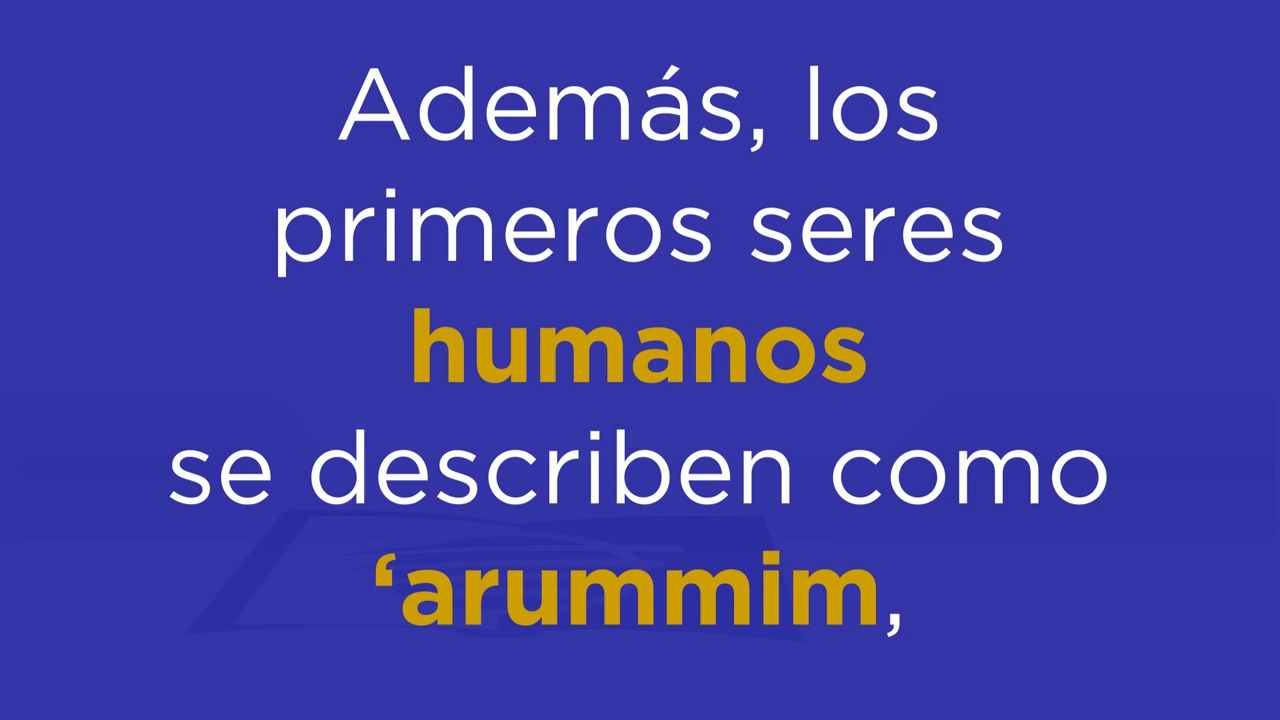 Además, los
primeros seres
humanos
se describen como
‘arummim,